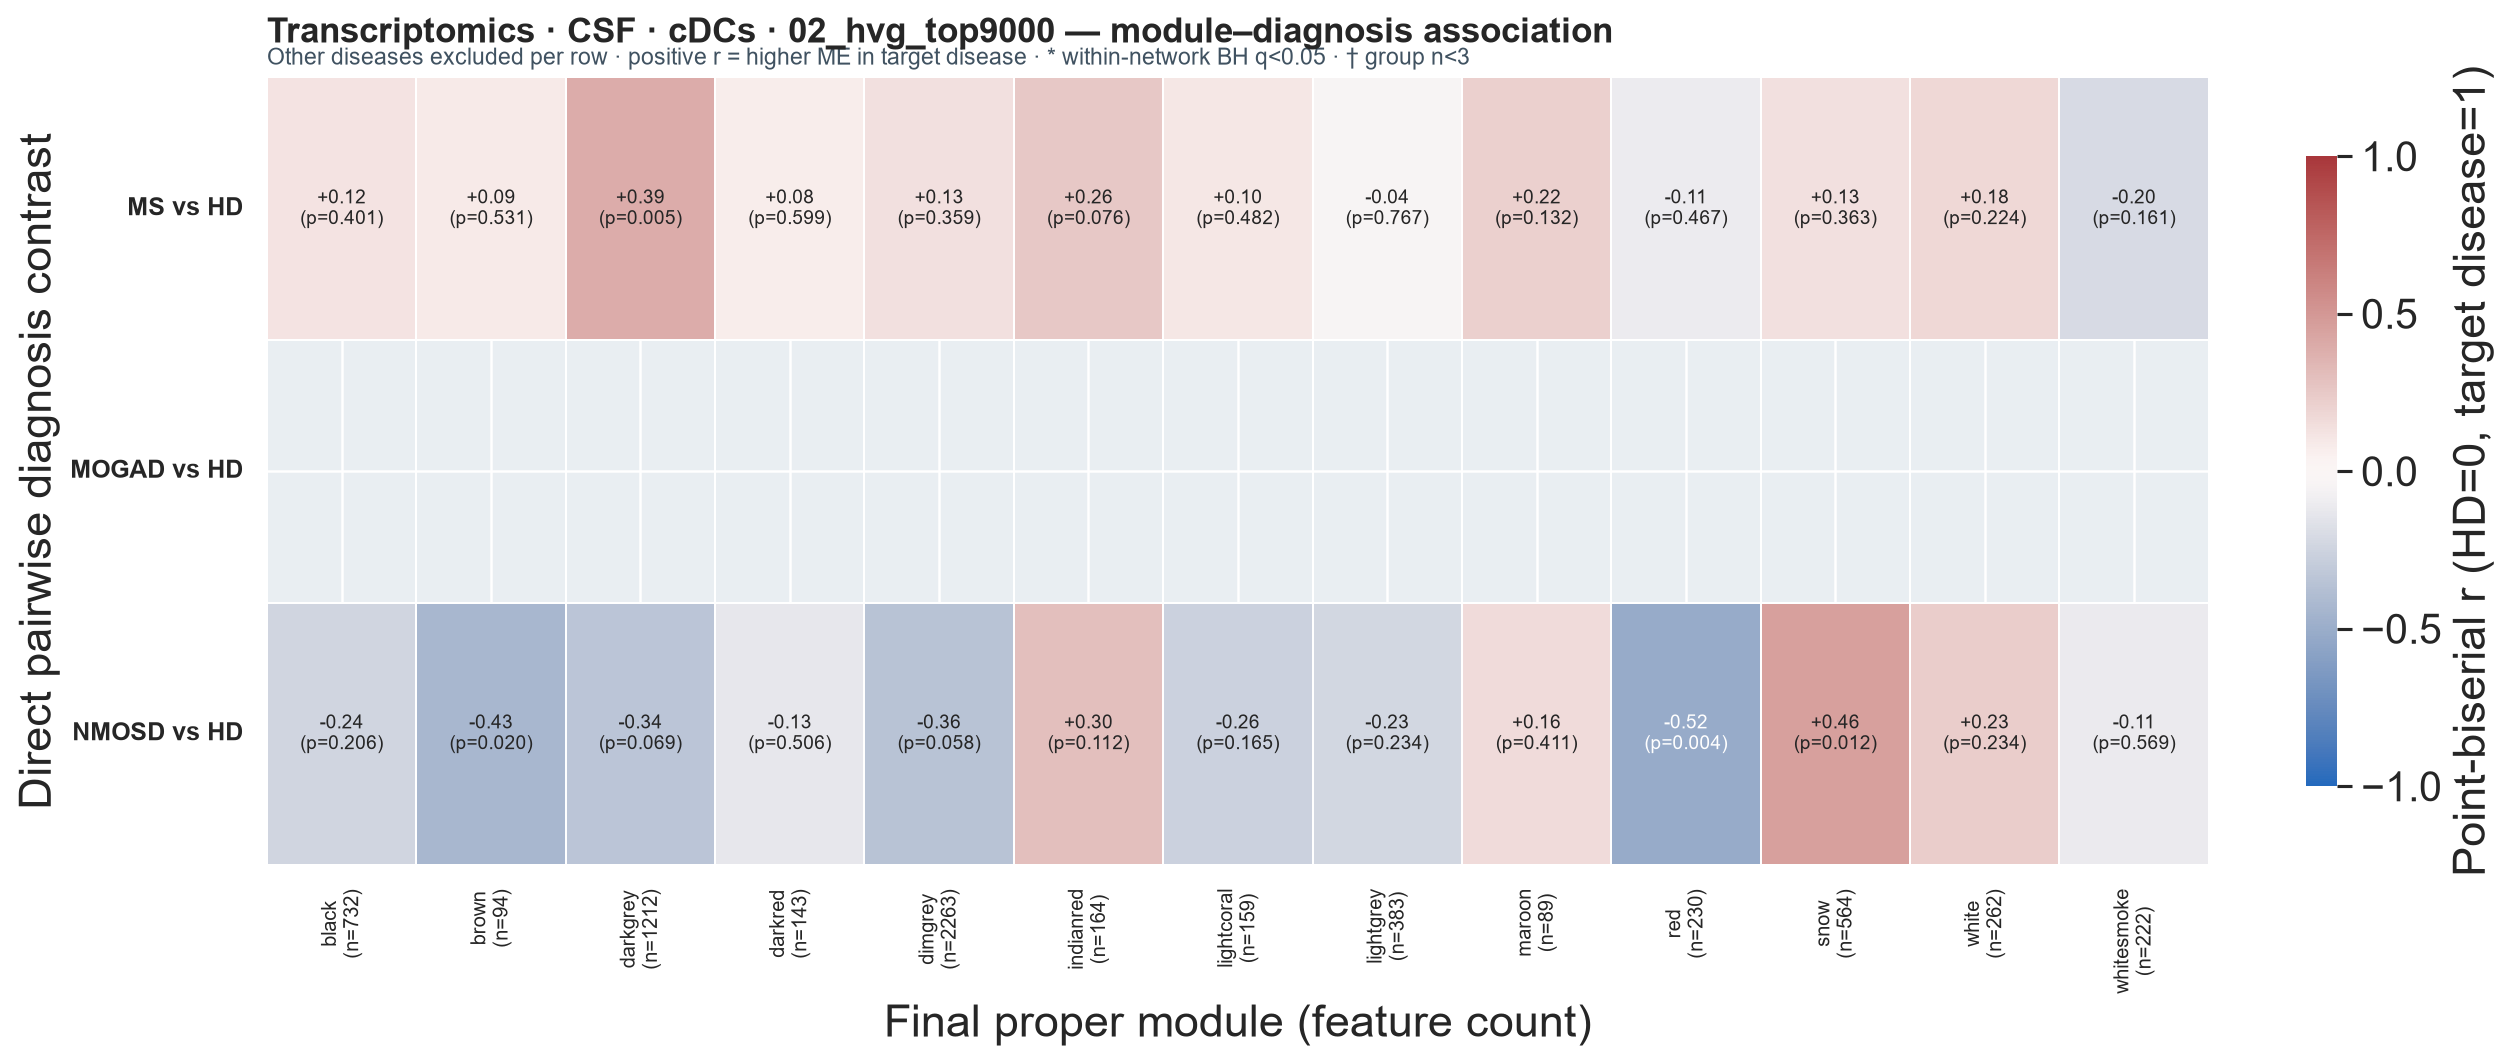 Transcriptomics · CSF · cDCs · 02_hvg_top9000 — module–diagnosis association
Other diseases excluded per row · positive r = higher ME in target disease · * within-network BH q<0.05 · † group n<3
Direct pairwise diagnosis contrast
MS vs HD
+0.12
(p=0.401)
+0.09
(p=0.531)
+0.39
(p=0.005)
+0.08
(p=0.599)
+0.13
(p=0.359)
+0.26
(p=0.076)
+0.10
(p=0.482)
-0.04
(p=0.767)
+0.22
(p=0.132)
-0.11
(p=0.467)
+0.13
(p=0.363)
+0.18
(p=0.224)
-0.20
(p=0.161)
MOGAD vs HD
NMOSD vs HD
-0.24
(p=0.206)
-0.43
(p=0.020)
-0.34
(p=0.069)
-0.13
(p=0.506)
-0.36
(p=0.058)
+0.30
(p=0.112)
-0.26
(p=0.165)
-0.23
(p=0.234)
+0.16
(p=0.411)
-0.52
(p=0.004)
+0.46
(p=0.012)
+0.23
(p=0.234)
-0.11
(p=0.569)
black
(n=732)
brown
(n=94)
darkgrey
(n=1212)
darkred
(n=143)
dimgrey
(n=2263)
indianred
(n=164)
lightcoral
(n=159)
lightgrey
(n=383)
maroon
(n=89)
red
(n=230)
snow
(n=564)
white
(n=262)
whitesmoke
(n=222)
Final proper module (feature count)
1.0
0.5
0.0
−0.5
−1.0
Point-biserial r (HD=0, target disease=1)